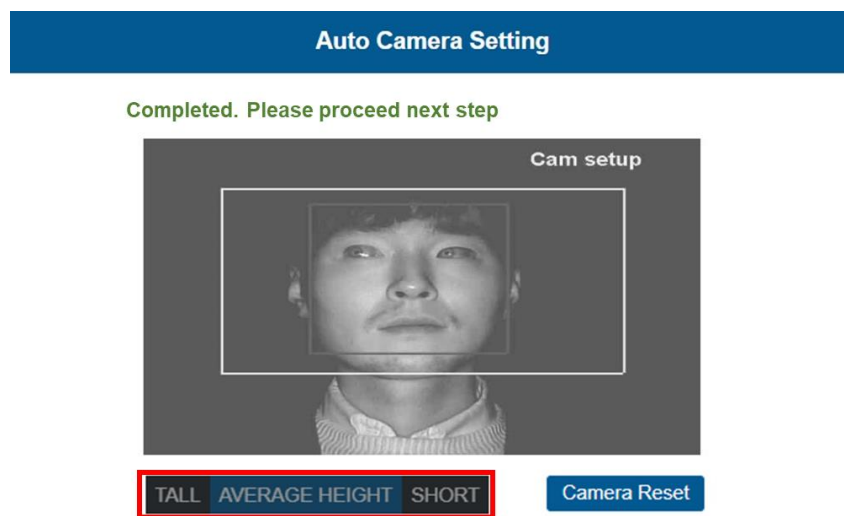 Auto Camera Setting
Completed. Please proceed next step
Cam setup
TALL AVERAGE HEIGHT SHORT
Camera Reset